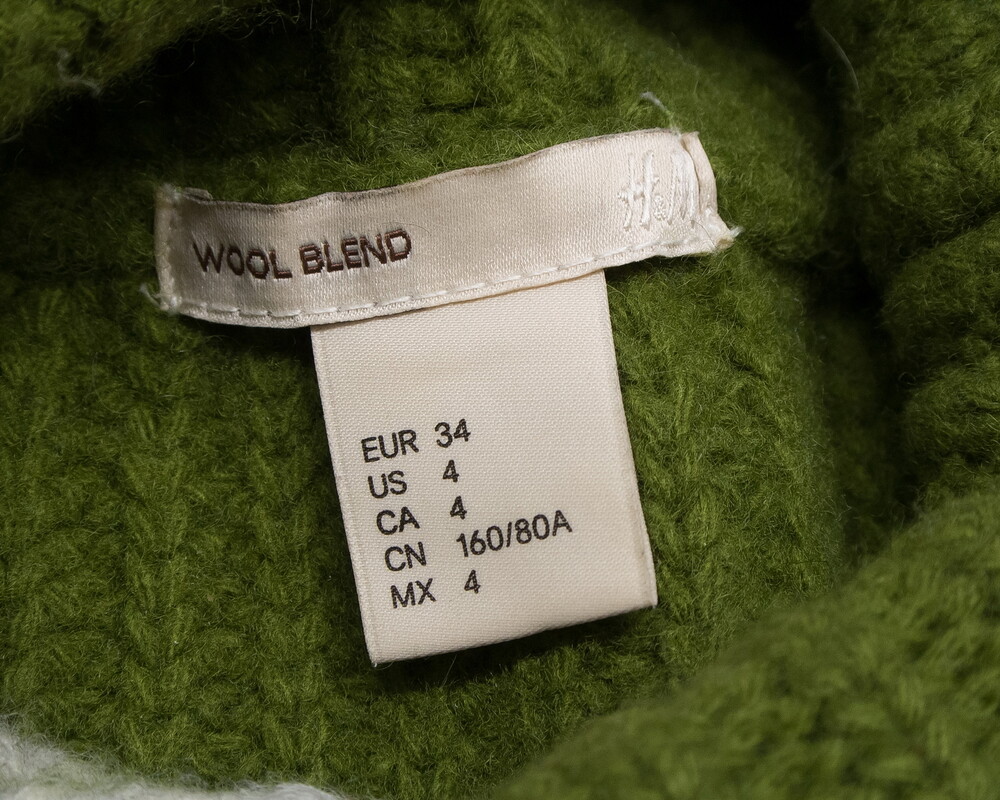 WOOL BLEND
H&M
EUR 34
US 4
CA 4
CN 160/80A
MX 4